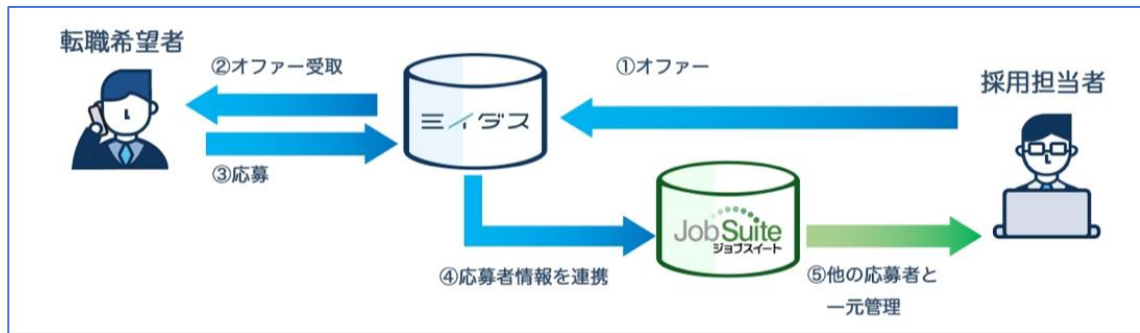 転職希望者
②オファー受取
①オファー
採用担当者
ミイダス
③応募
JobSuite
ジョブスイート
④応募者情報を連携
⑤他の応募者と
一元管理